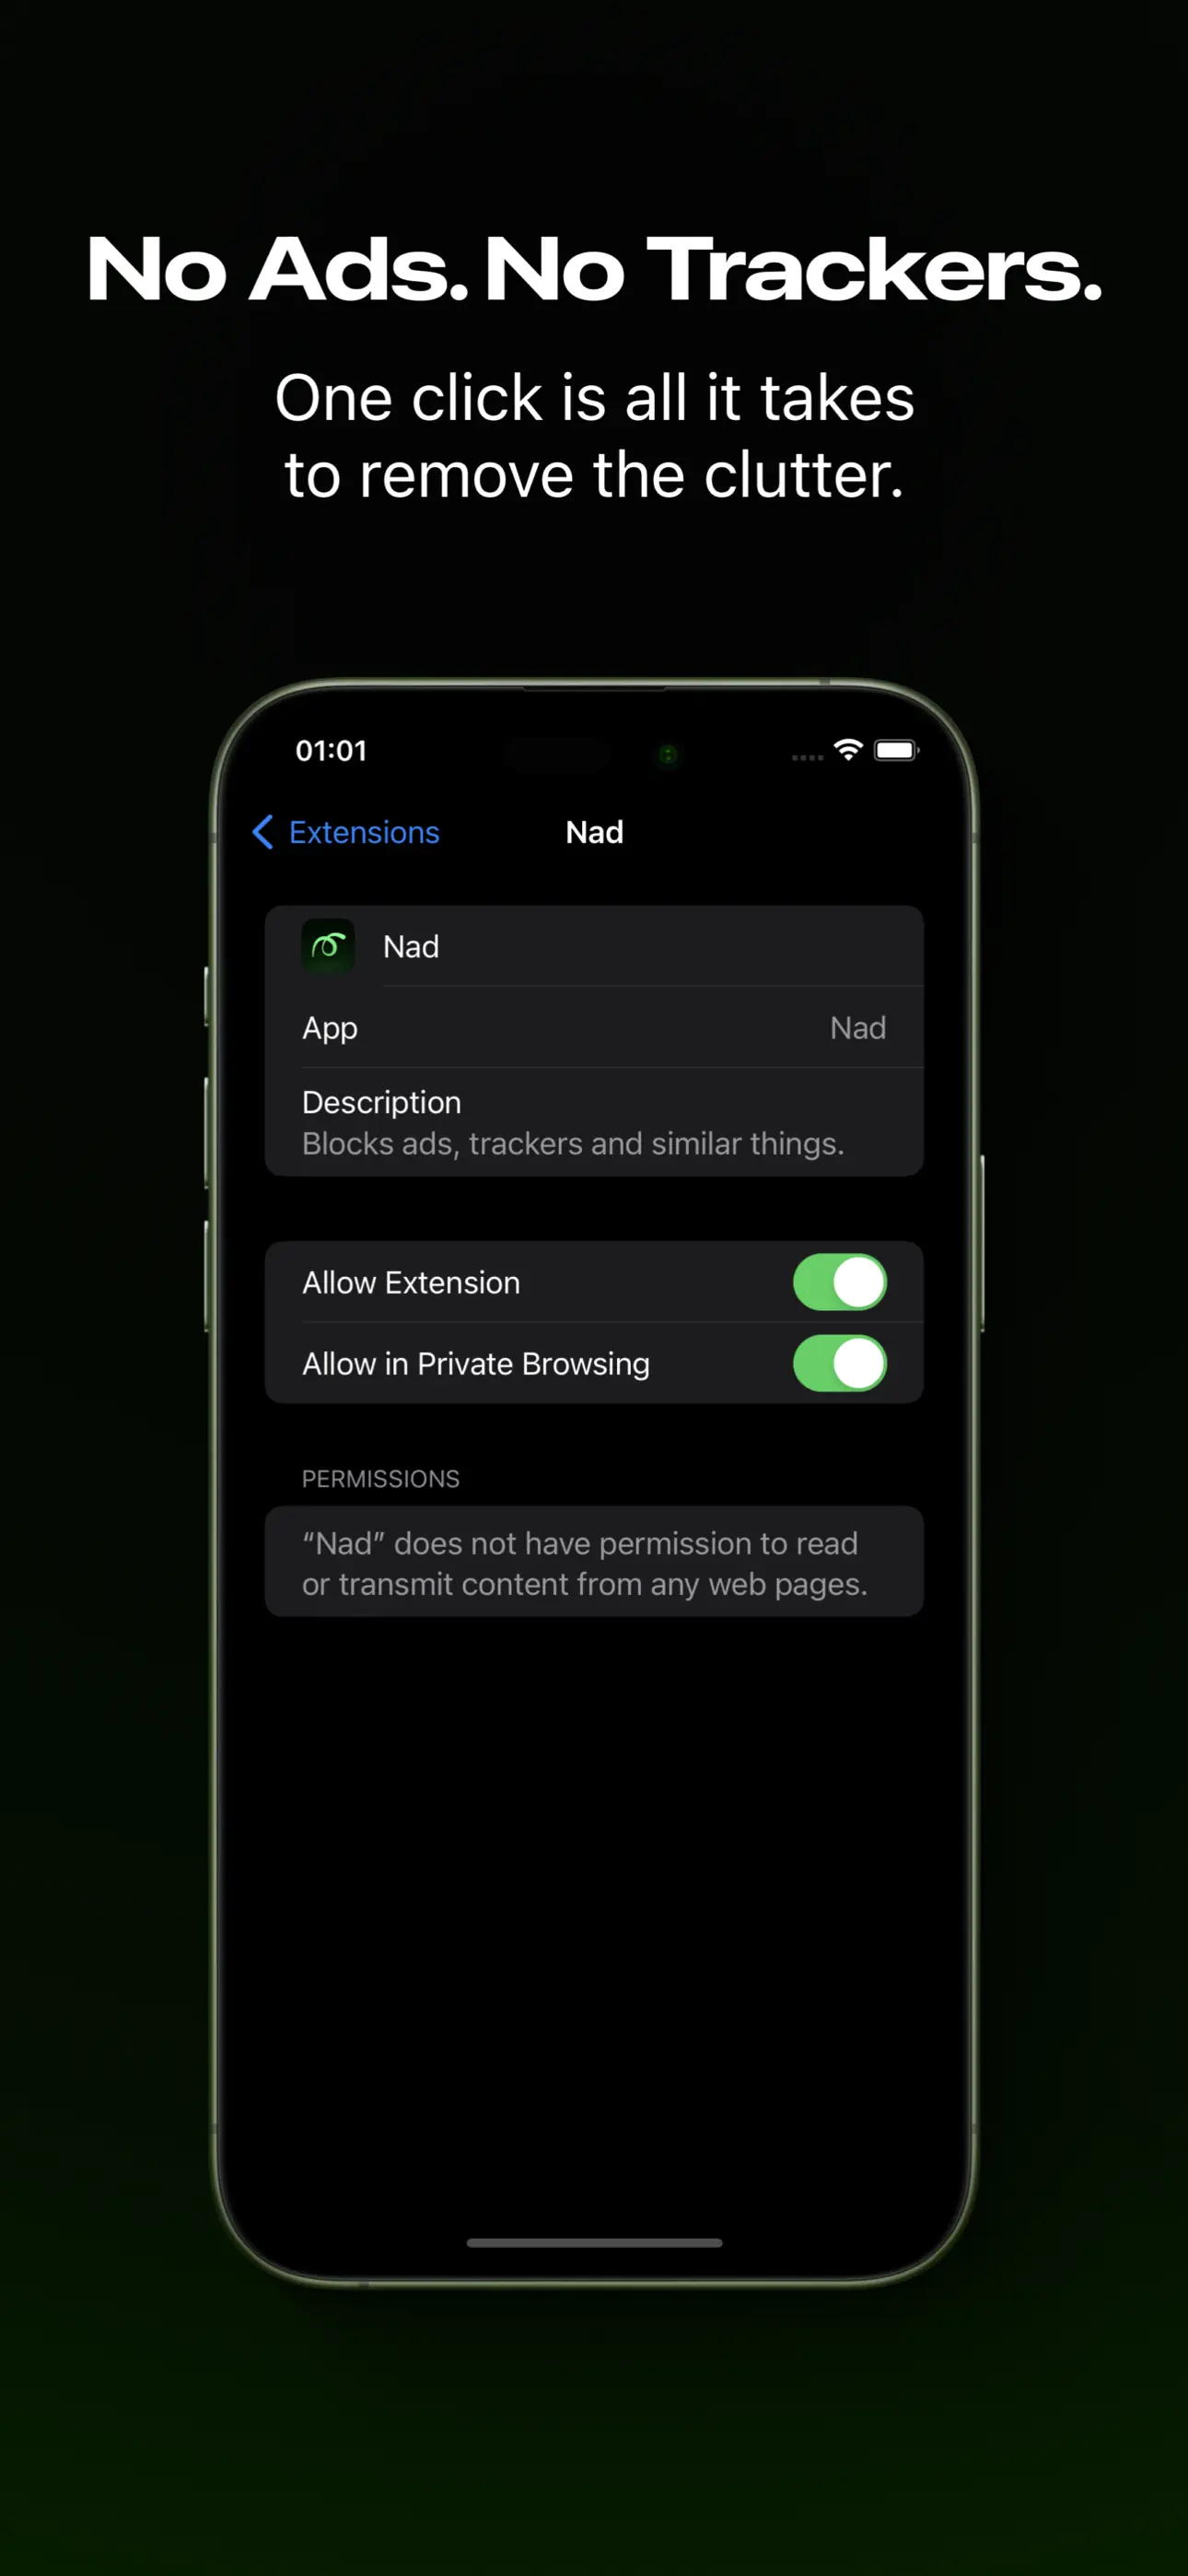 No Ads. No Trackers.
One click is all it takes
to remove the clutter.
01:01
Extensions
Nad
Nad
App
Nad
Description
Blocks ads, trackers and similar things.
Allow Extension
Allow in Private Browsing
PERMISSIONS
“Nad” does not have permission to read
or transmit content from any web pages.